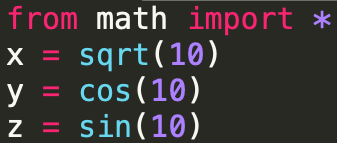 from math import *
x = sqrt(10)
y = cos(10)
z = sin(10)